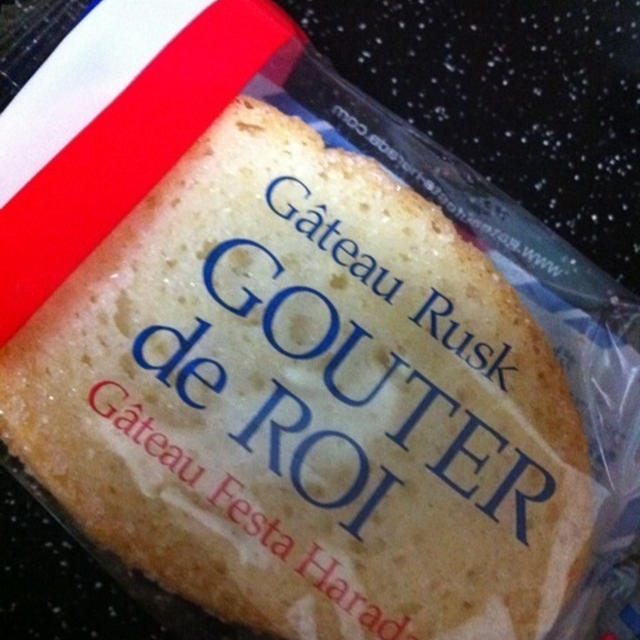 Gâteau Rusk
GOUTER
de ROI
Gâteau Festa Harada